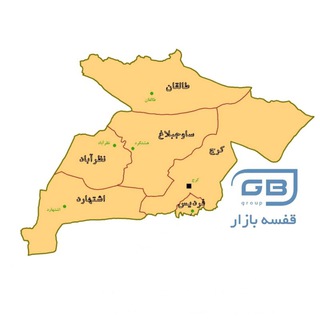 طالقان
طالقان
ساوجبلاغ
کرج
نظرآباد
هشتگرد
نظرآباد
کرج
GB
group
اشتهارد
فردیس
اشتهارد
قفسه بازار